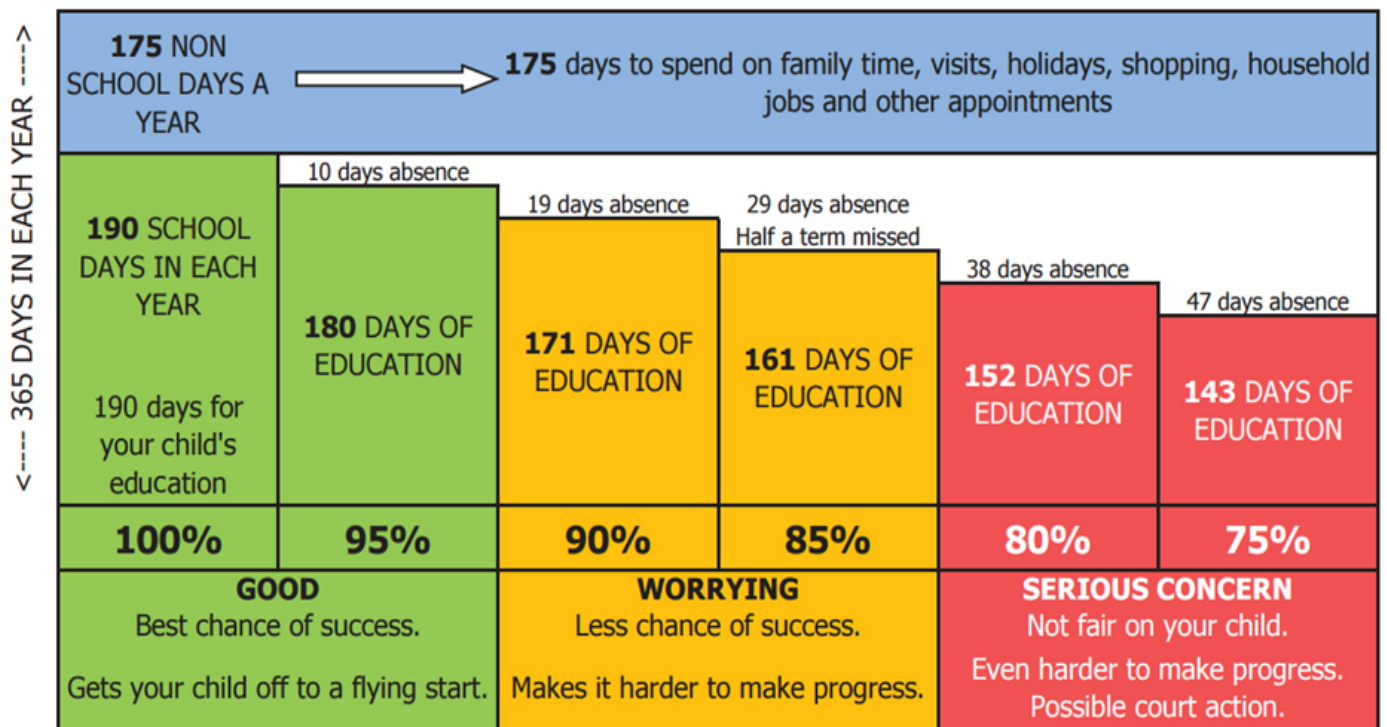 <---- 365 DAYS IN EACH YEAR ---->
175 NON
SCHOOL DAYS A
YEAR
175 days to spend on family time, visits, holidays, shopping, household
jobs and other appointments
190 SCHOOL
DAYS IN EACH
YEAR
190 days for
your child's
education
10 days absence
180 DAYS OF
EDUCATION
19 days absence
171 DAYS OF
EDUCATION
29 days absence
Half a term missed
161 DAYS OF
EDUCATION
38 days absence
152 DAYS OF
EDUCATION
47 days absence
143 DAYS OF
EDUCATION
100%
95%
90%
85%
80%
75%
GOOD
Best chance of success.
Gets your child off to a flying start.
WORRYING
Less chance of success.
Makes it harder to make progress.
SERIOUS CONCERN
Not fair on your child.
Even harder to make progress.
Possible court action.